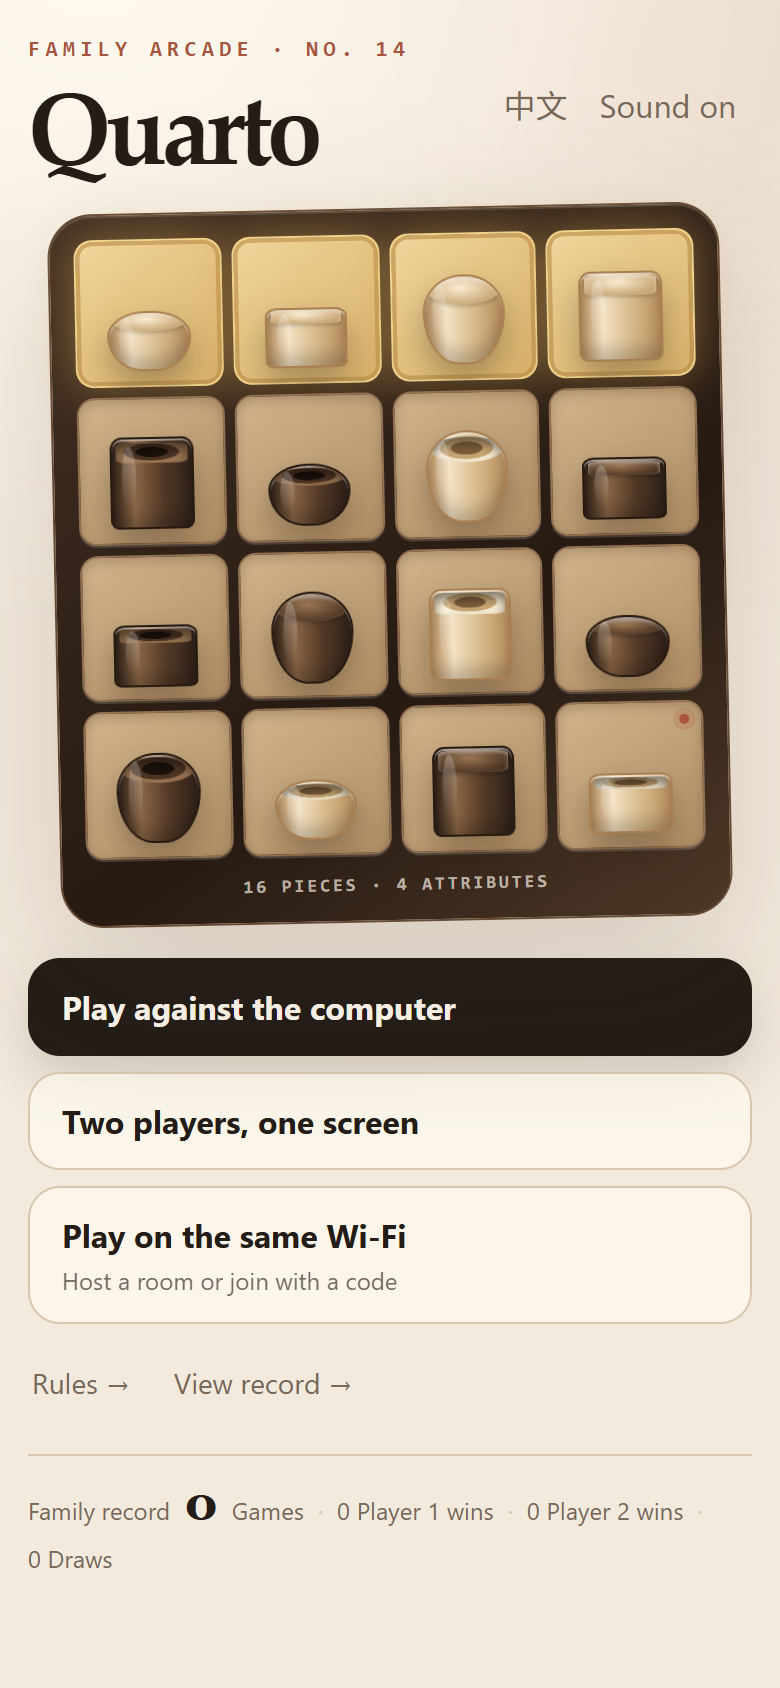 FAMILY ARCADE · NO. 14
Quarto
中文 Sound on
16 PIECES · 4 ATTRIBUTES
Play against the computer
Two players, one screen
Play on the same Wi-Fi
Host a room or join with a code
Rules → View record →
Family record 0 Games · 0 Player 1 wins · 0 Player 2 wins ·
0 Draws